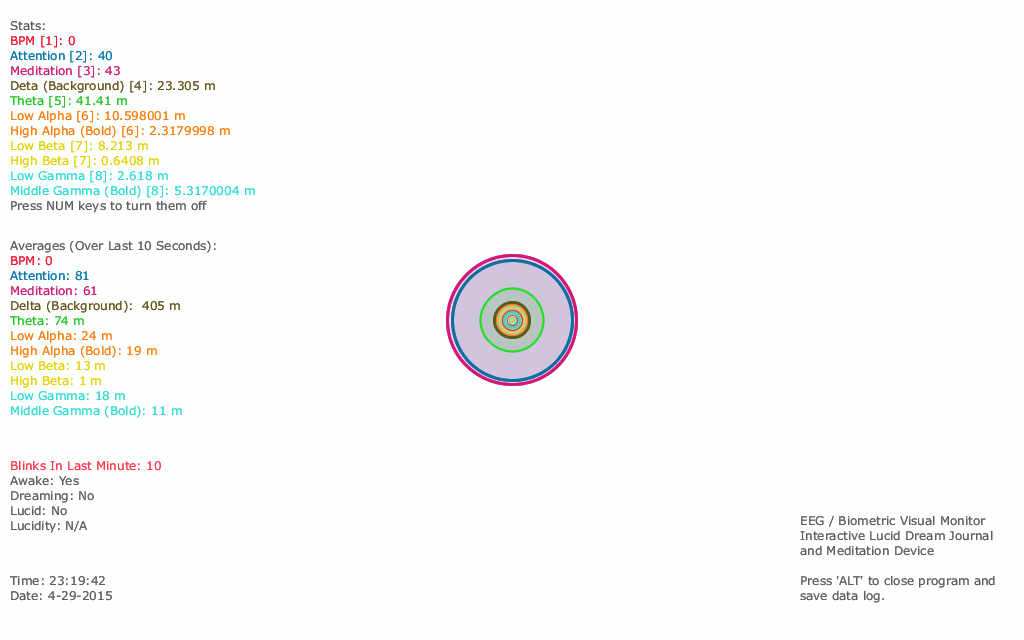 Stats:
BPM [1]: 0
Attention [2]: 40
Meditation [3]: 43
Deta (Background) [4]: 23.305 m
Theta [5]: 41.41 m
Low Alpha [6]: 10.598001 m
High Alpha (Bold) [6]: 2.3179998 m
Low Beta [7]: 8.213 m
High Beta [7]: 0.6408 m
Low Gamma [8]: 2.618 m
Middle Gamma (Bold) [8]: 5.3170004 m
Press NUM keys to turn them off
Averages (Over Last 10 Seconds):
BPM: 0
Attention: 81
Meditation: 61
Delta (Background):  405 m
Theta: 74 m
Low Alpha: 24 m
High Alpha (Bold): 19 m
Low Beta: 13 m
High Beta: 1 m
Low Gamma: 18 m
Middle Gamma (Bold): 11 m
Blinks In Last Minute: 10
Awake: Yes
Dreaming: No
Lucid: No
Lucidity: N/A
Time: 23:19:42
Date: 4-29-2015
EEG / Biometric Visual Monitor
Interactive Lucid Dream Journal
and Meditation Device
Press 'ALT' to close program and
save data log.